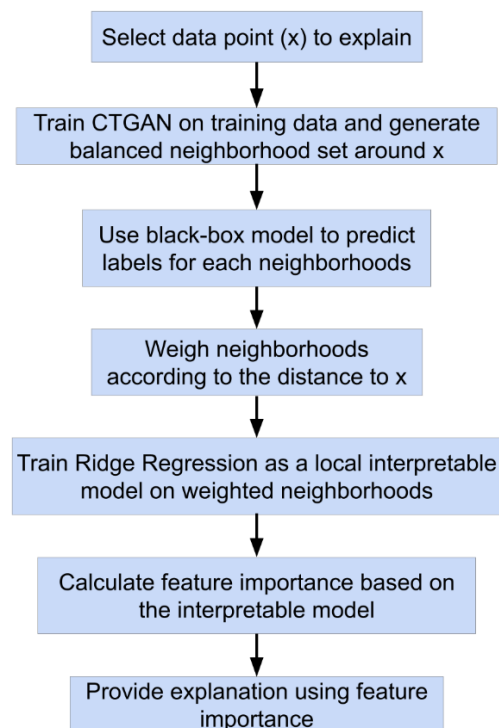 Select data point (x) to explain
Train CTGAN on training data and generate
balanced neighborhood set around x
Use black-box model to predict
labels for each neighborhoods
Weigh neighborhoods
according to the distance to x
Train Ridge Regression as a local interpretable
model on weighted neighborhoods
Calculate feature importance based on
the interpretable model
Provide explanation using feature
importance